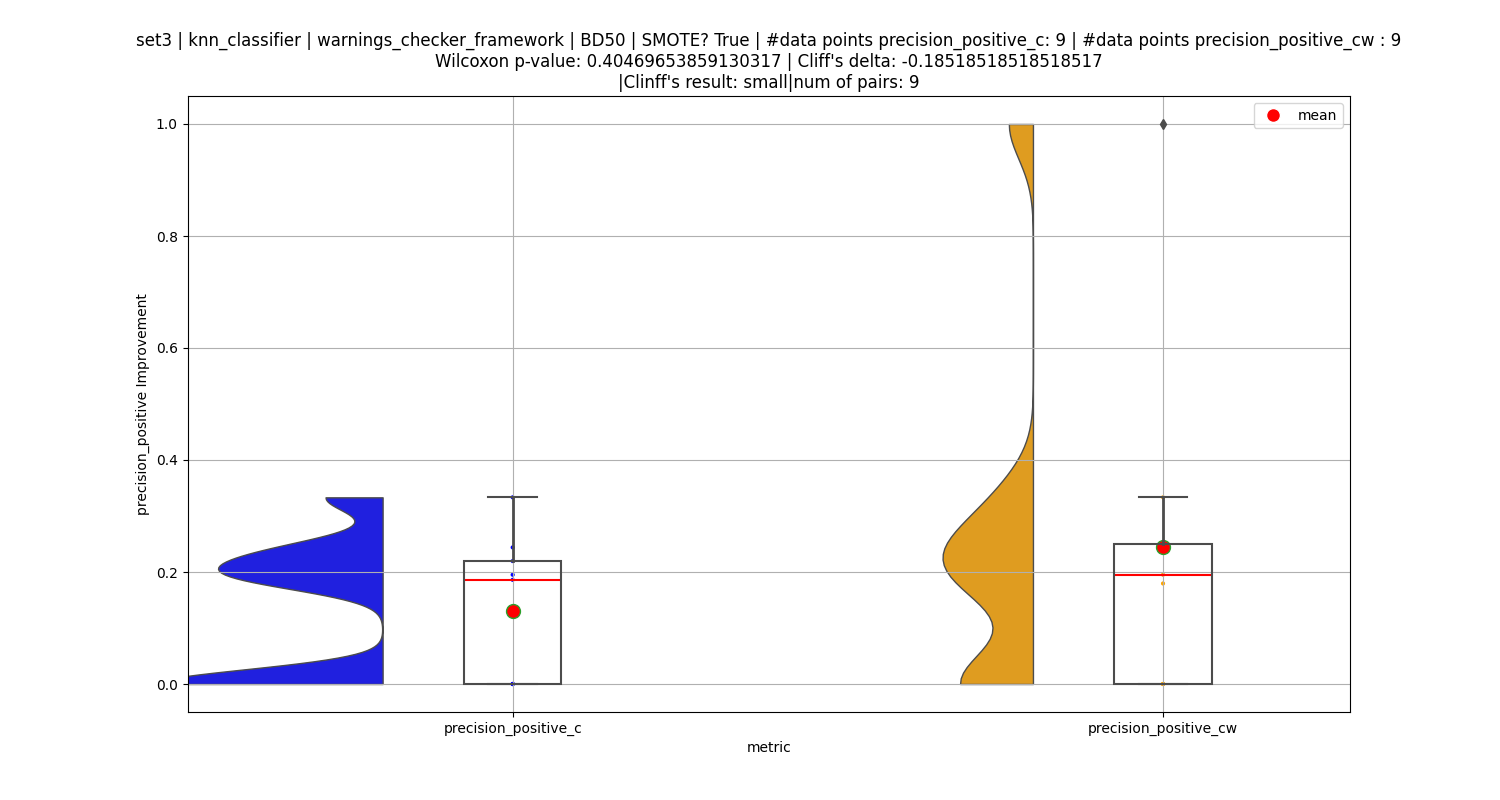 set3 | knn_classifier | warnings_checker_framework | BD50 | SMOTE? True | #data points precision_positive_c: 9 | #data points precision_positive_cw : 9
Wilcoxon p-value: 0.40469653859130317 | Cliff's delta: -0.18518518518518517
|Clinff's result: small|num of pairs: 9
mean
1.0
0.8
0.6
0.4
0.2
0.0
precision_positive Improvement
precision_positive_c
precision_positive_cw
metric